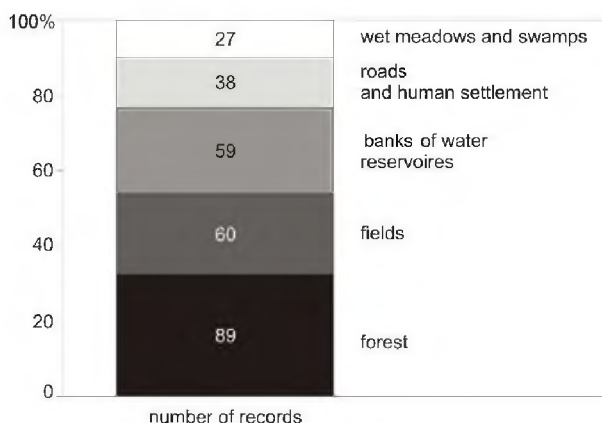 100%
27
wet meadows and swamps
38
roads
and human settlement
80
59
banks of water
reservoires
60
60
fields
40
20
89
forest
0
number of records